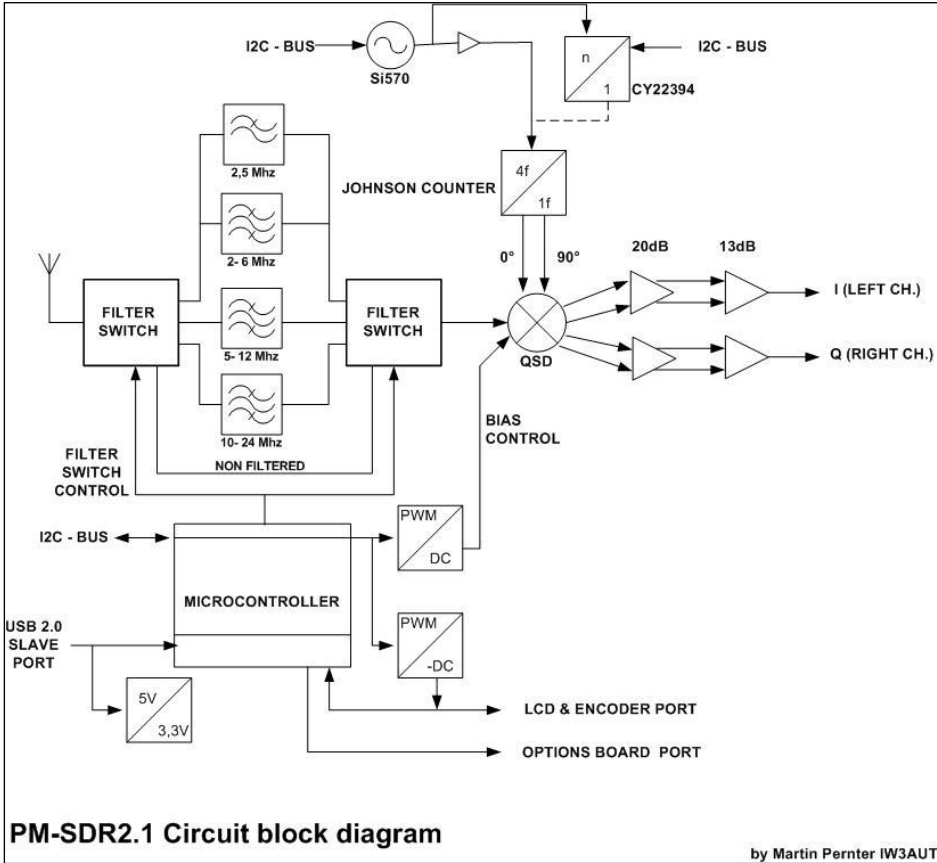 I2C - BUS
Si570
n
1
I2C - BUS
CY22394
2,5 Mhz
4f
1f
JOHNSON COUNTER
2- 6 Mhz
0°
90°
20dB
13dB
FILTER
SWITCH
FILTER
SWITCH
I (LEFT CH.)
5- 12 Mhz
QSD
Q (RIGHT CH.)
10- 24 Mhz
BIAS
CONTROL
FILTER
SWITCH
CONTROL
NON FILTERED
I2C - BUS
PWM
DC
MICROCONTROLLER
USB 2.0
SLAVE
PORT
PWM
-DC
5V
3,3V
LCD & ENCODER PORT
OPTIONS BOARD PORT
PM-SDR2.1 Circuit block diagram
by Martin Pernter IW3AUT